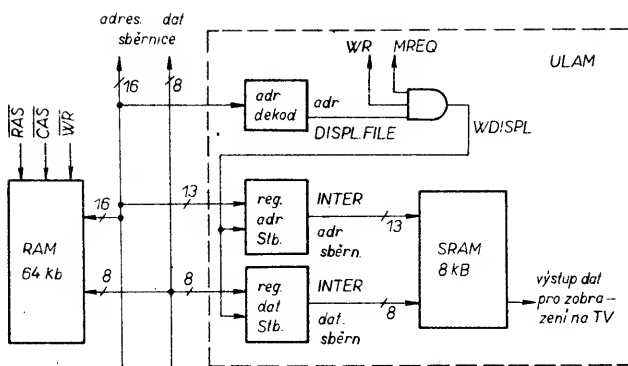 adres. dat
sběrnice
16
8
RAS
CAS
WR
RAM
64 Kb
16
8
13
8
ULAM
WR
MREQ
adr
dekod
adr
DISPL.FILE
WDISPL
reg.
adr
Stb.
INTER
adr
sběrn.
13
reg.
dat
Stb.
INTER
dat.
sběrn
8
SRAM
8 kB
výstup dat
pro zobra-
zení na TV